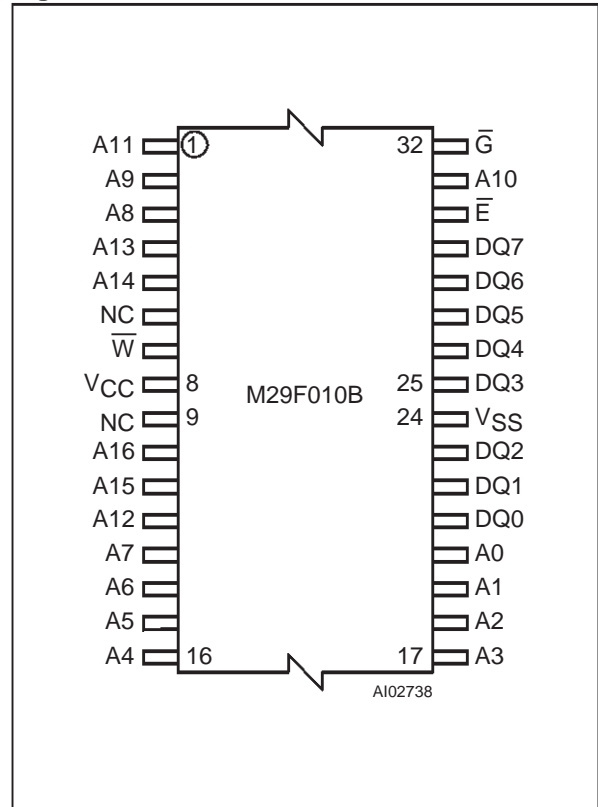 A11 1 32 G̅
A9 A10
A8 E̅
A13 DQ7
A14 DQ6
NC DQ5
W̅ DQ4
VCC 8 M29F010B 25 DQ3
NC 9 24 VSS
A16 DQ2
A15 DQ1
A12 DQ0
A7 A0
A6 A1
A5 A2
A4 16 17 A3
AI02738